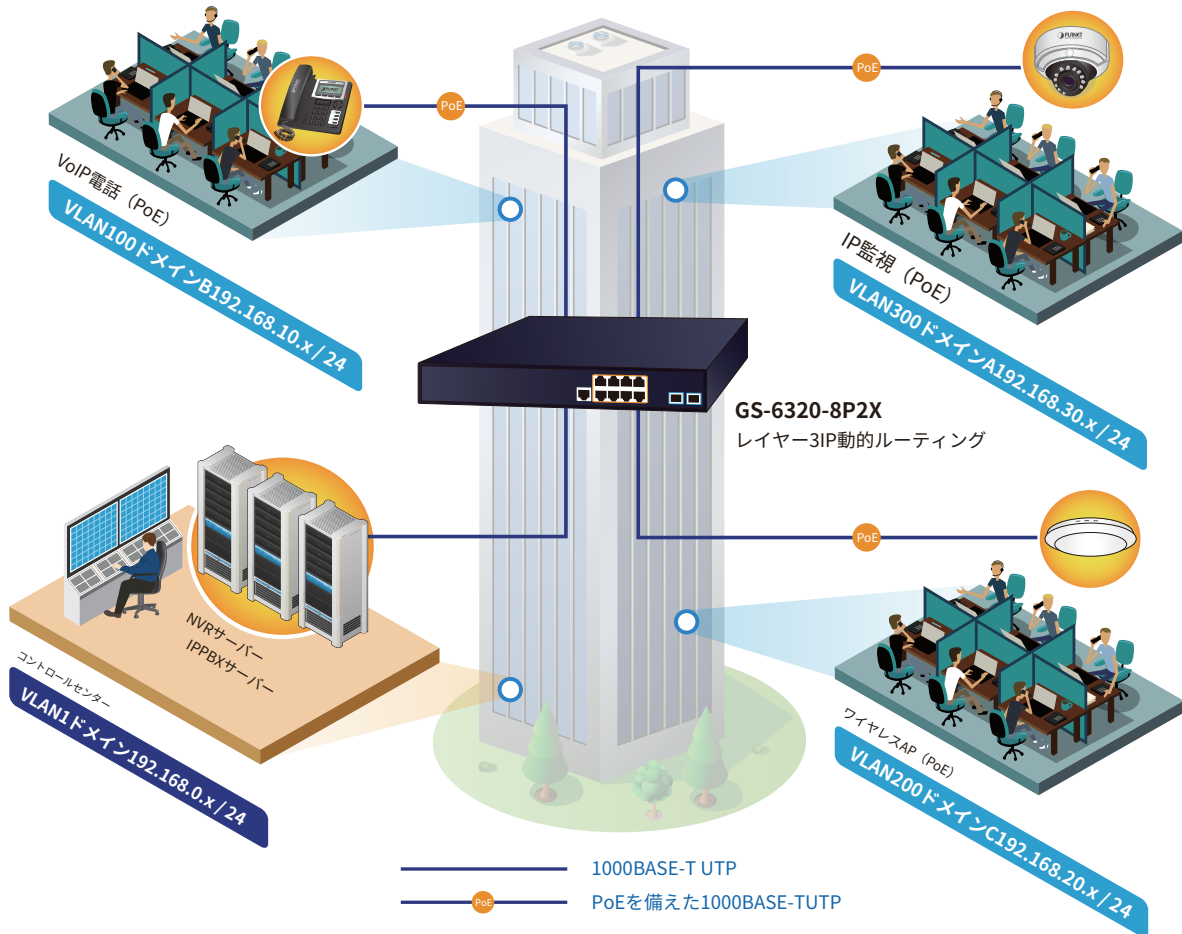 PoE
PoE
PLANET
PLANET
VoIP電話（PoE）
VLAN100ドメインB192.168.10.x / 24
IP監視（PoE）
VLAN300ドメインA192.168.30.x / 24
GS-6320-8P2X
レイヤー3IP動的ルーティング
PoE
NVRサーバー
IPPBXサーバー
コントロールセンター
VLAN1ドメイン192.168.0.x / 24
ワイヤレスAP（PoE）
VLAN200ドメインC192.168.20.x / 24
1000BASE-T UTP
PoE
PoEを備えた1000BASE-TUTP